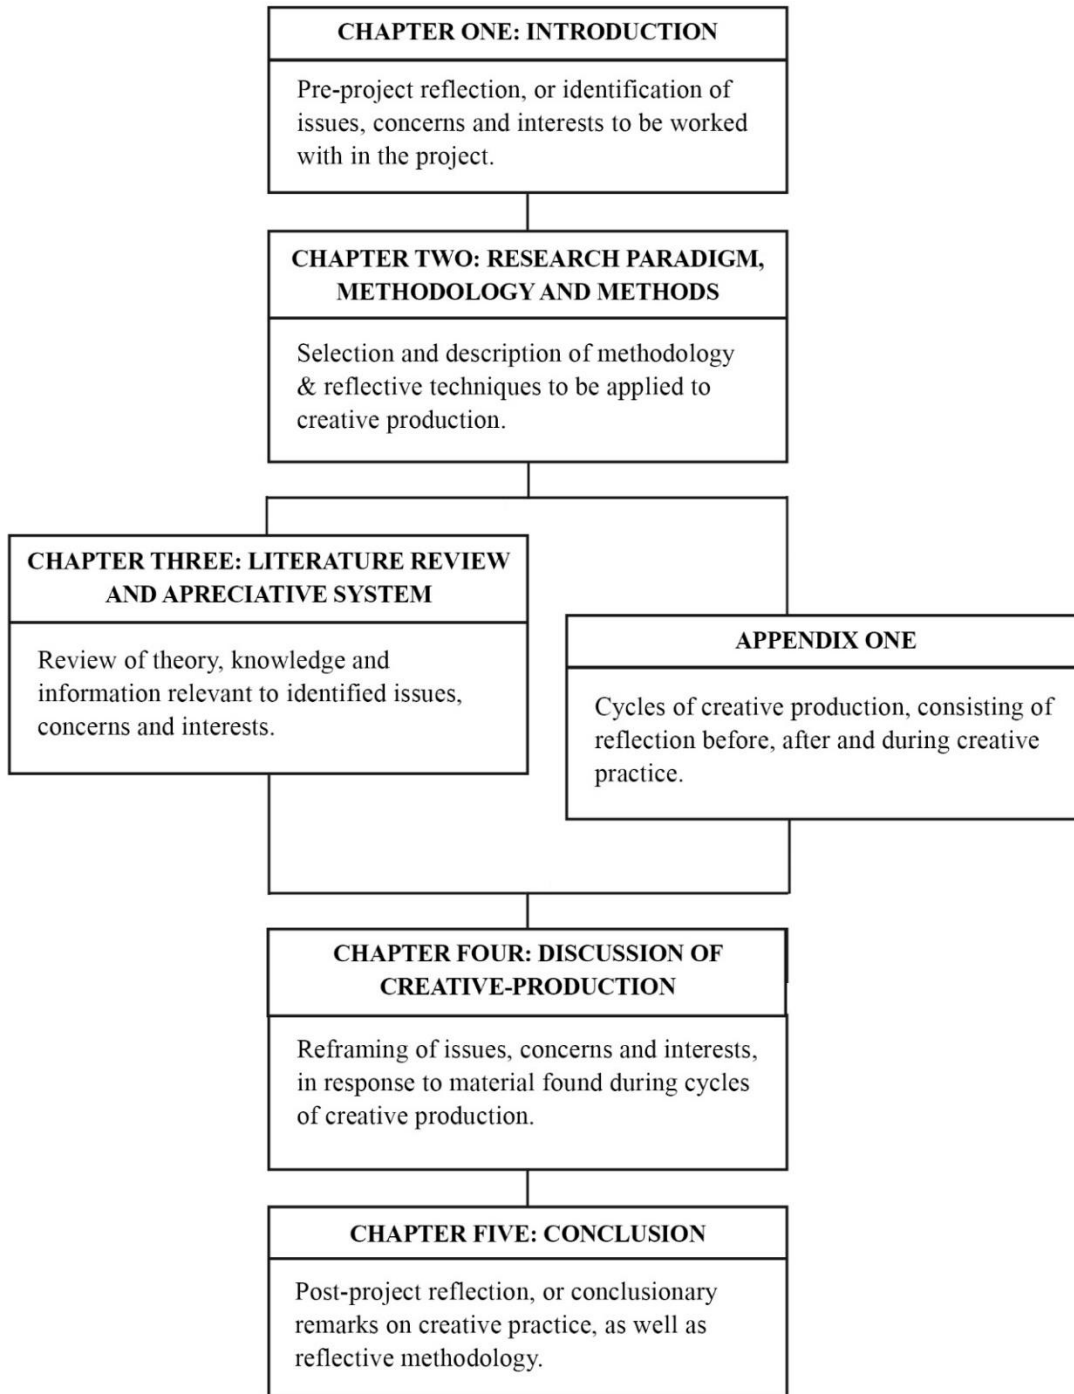 CHAPTER ONE: INTRODUCTION
Pre-project reflection, or identification of
issues, concerns and interests to be worked
with in the project.
CHAPTER TWO: RESEARCH PARADIGM,
METHODOLOGY AND METHODS
Selection and description of methodology
& reflective techniques to be applied to
creative production.
CHAPTER THREE: LITERATURE REVIEW
AND APRECIATIVE SYSTEM
Review of theory, knowledge and
information relevant to identified issues,
concerns and interests.
APPENDIX ONE
Cycles of creative production, consisting of
reflection before, after and during creative
practice.
CHAPTER FOUR: DISCUSSION OF
CREATIVE-PRODUCTION
Reframing of issues, concerns and interests,
in response to material found during cycles
of creative production.
CHAPTER FIVE: CONCLUSION
Post-project reflection, or conclusionary
remarks on creative practice, as well as
reflective methodology.